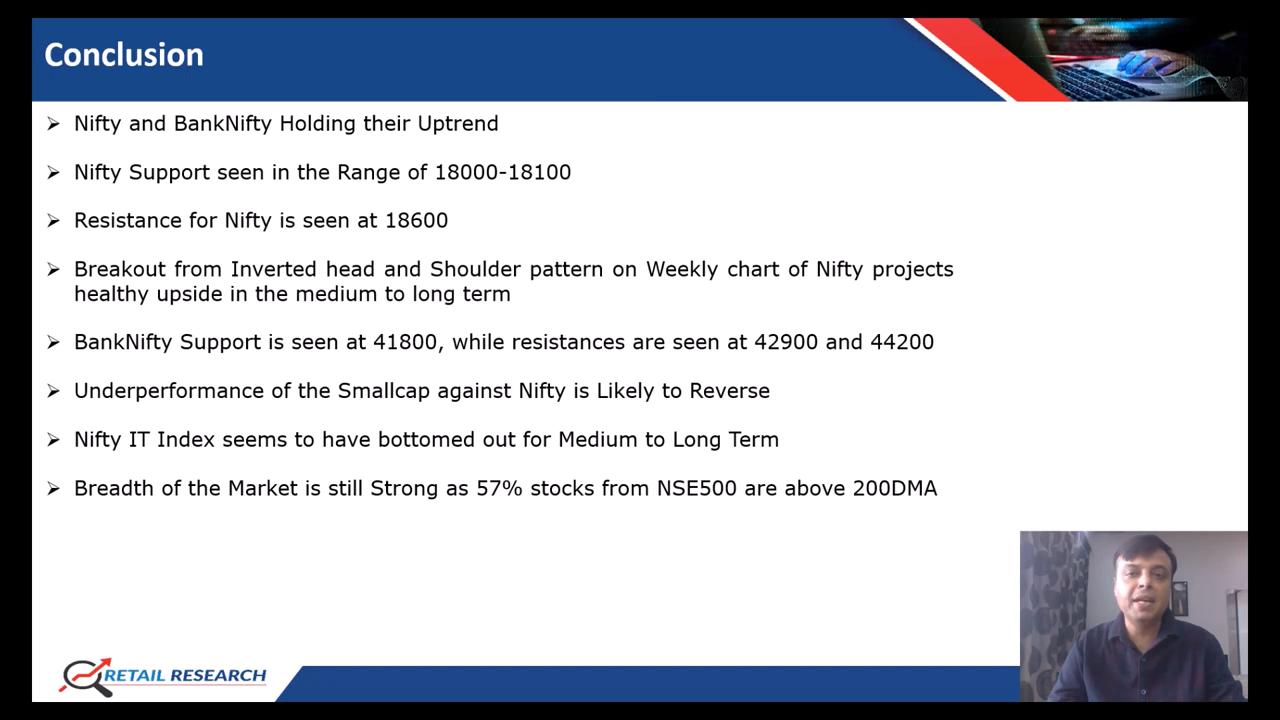 Conclusion
➢ Nifty and BankNifty Holding their Uptrend
➢ Nifty Support seen in the Range of 18000-18100
➢ Resistance for Nifty is seen at 18600
➢ Breakout from Inverted head and Shoulder pattern on Weekly chart of Nifty projects
healthy upside in the medium to long term
➢ BankNifty Support is seen at 41800, while resistances are seen at 42900 and 44200
➢ Underperformance of the Smallcap against Nifty is Likely to Reverse
➢ Nifty IT Index seems to have bottomed out for Medium to Long Term
➢ Breadth of the Market is still Strong as 57% stocks from NSE500 are above 200DMA
RETAIL RESEARCH